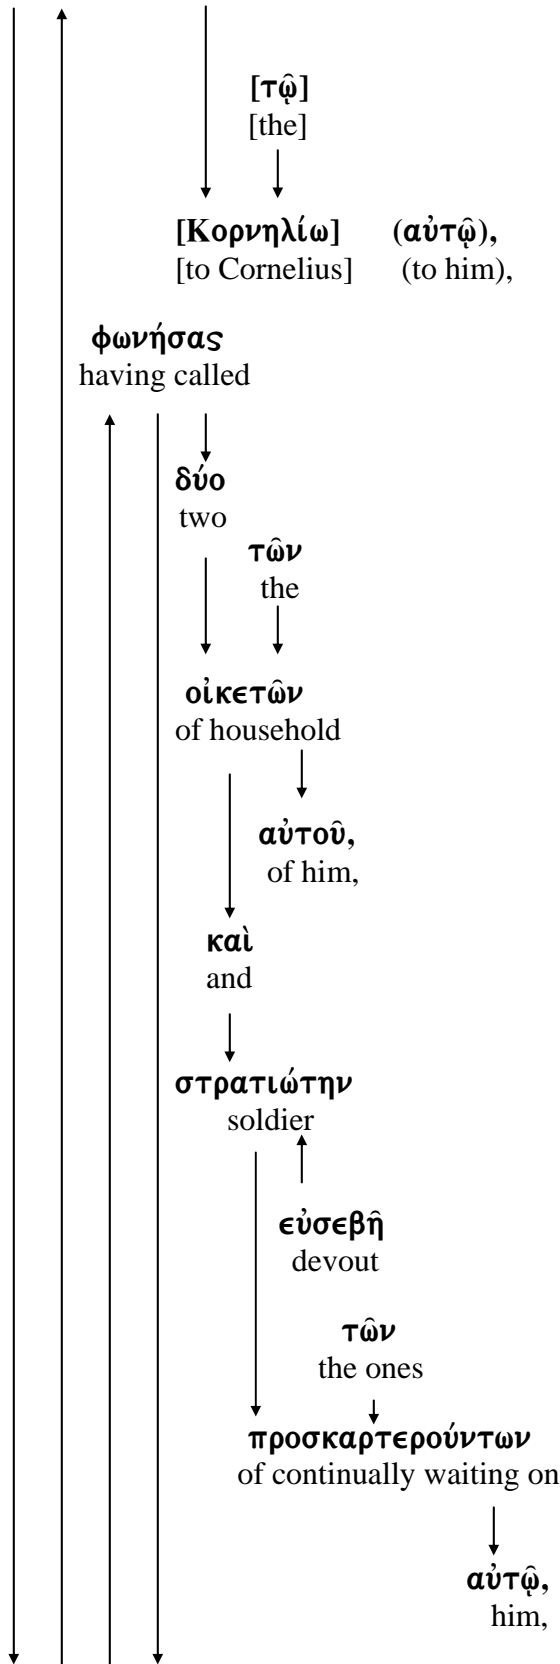 [τῷ]
[the]
[Κορνηλίω] (αὐτῷ),
[to Cornelius] (to him),
φωνήσας
having called
δύο
two
τῶν
the
οἰκετῶν
of household
αὐτοῦ,
of him,
καὶ
and
στρατιώτην
soldier
εὐσεβῆ
devout
τῶν
the ones
προσκαρτερούντων
of continually waiting on
αὐτῷ,
him,